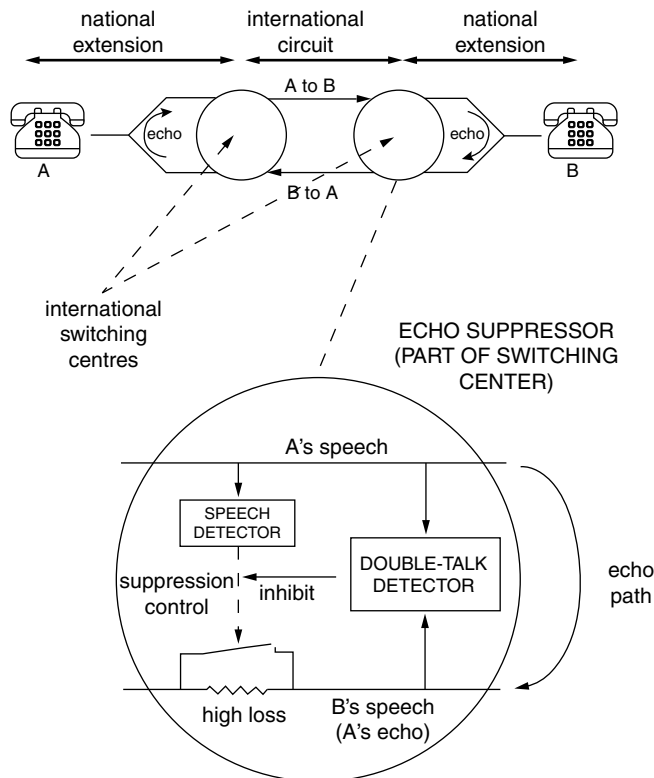 national
extension
international
circuit
national
extension
A to B
echo
echo
A
B
B to A
international
switching
centres
ECHO SUPPRESSOR
(PART OF SWITCHING
CENTER)
A's speech
SPEECH
DETECTOR
DOUBLE-TALK
DETECTOR
suppression
control
inhibit
echo
path
high loss
B's speech
(A's echo)